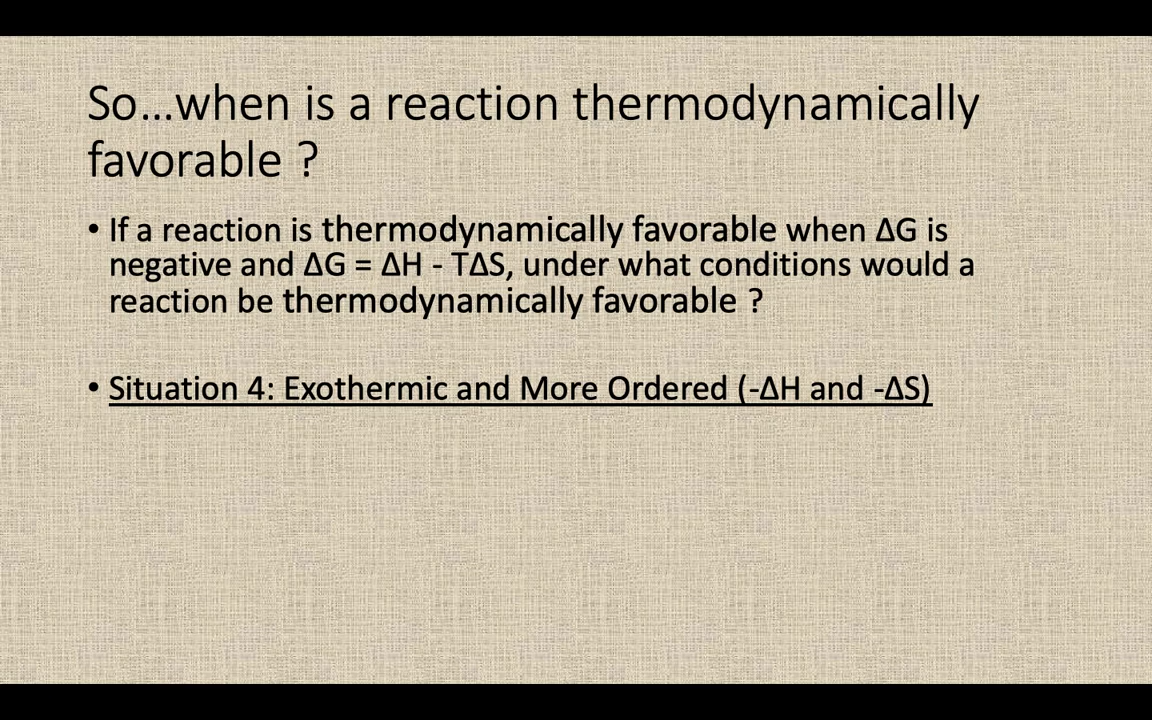 So…when is a reaction thermodynamically
favorable ?
• If a reaction is thermodynamically favorable when ΔG is
negative and ΔG = ΔH - TΔS, under what conditions would a
reaction be thermodynamically favorable ?
• Situation 4: Exothermic and More Ordered (-ΔH and -ΔS)